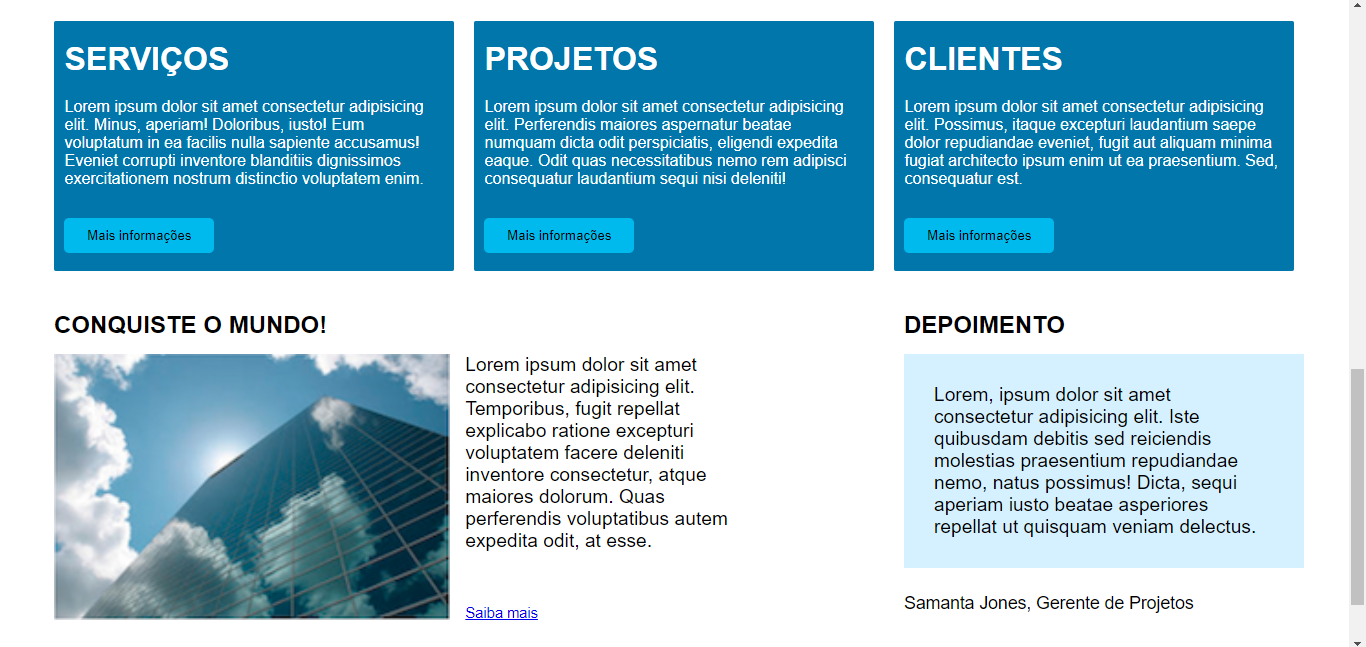 SERVIÇOS
Lorem ipsum dolor sit amet consectetur adipisicing
elit. Minus, aperiam! Doloribus, iusto! Eum
voluptatum in ea facilis nulla sapiente accusamus!
Eveniet corrupti inventore blanditiis dignissimos
exercitationem nostrum distinctio voluptatem enim.
Mais informações
PROJETOS
Lorem ipsum dolor sit amet consectetur adipisicing
elit. Perferendis maiores aspernatur beatae
numquam dicta odit perspiciatis, eligendi expedita
eaque. Odit quas necessitatibus nemo rem adipisci
consequatur laudantium sequi nisi deleniti!
Mais informações
CLIENTES
Lorem ipsum dolor sit amet consectetur adipisicing
elit. Possimus, itaque excepturi laudantium saepe
dolor repudiandae eveniet, fugit aut aliquam minima
fugiat architecto ipsum enim ut ea praesentium. Sed,
consequatur est.
Mais informações
CONQUISTE O MUNDO!
Lorem ipsum dolor sit amet
consectetur adipisicing elit.
Temporibus, fugit repellat
explicabo ratione excepturi
voluptatem facere deleniti
inventore consectetur, atque
maiores dolorum. Quas
perferendis voluptatibus autem
expedita odit, at esse.
Saiba mais
DEPOIMENTO
Lorem, ipsum dolor sit amet
consectetur adipisicing elit. Iste
quibusdam debitis sed reiciendis
molestias praesentium repudiandae
nemo, natus possimus! Dicta, sequi
aperiam iusto beatae asperiores
repellat ut quisquam veniam delectus.
Samanta Jones, Gerente de Projetos